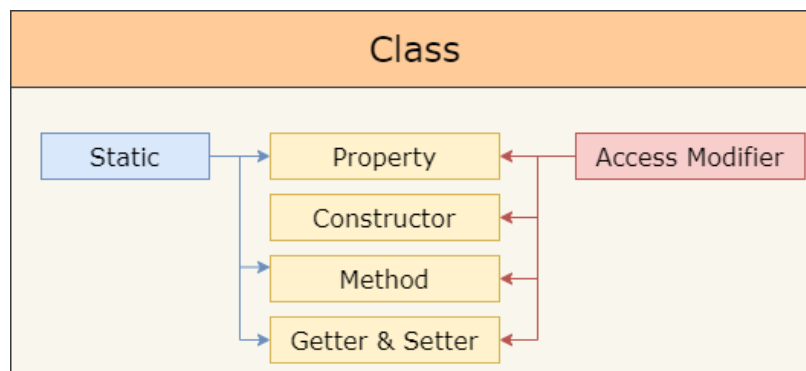 Class
Static
Property
Access Modifier
Constructor
Method
Getter & Setter